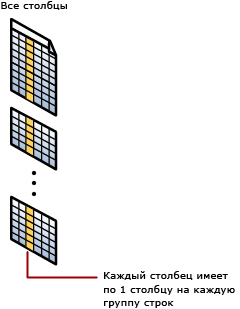 Все столбцы
Каждый столбец имеет
по 1 столбцу на каждую
группу строк